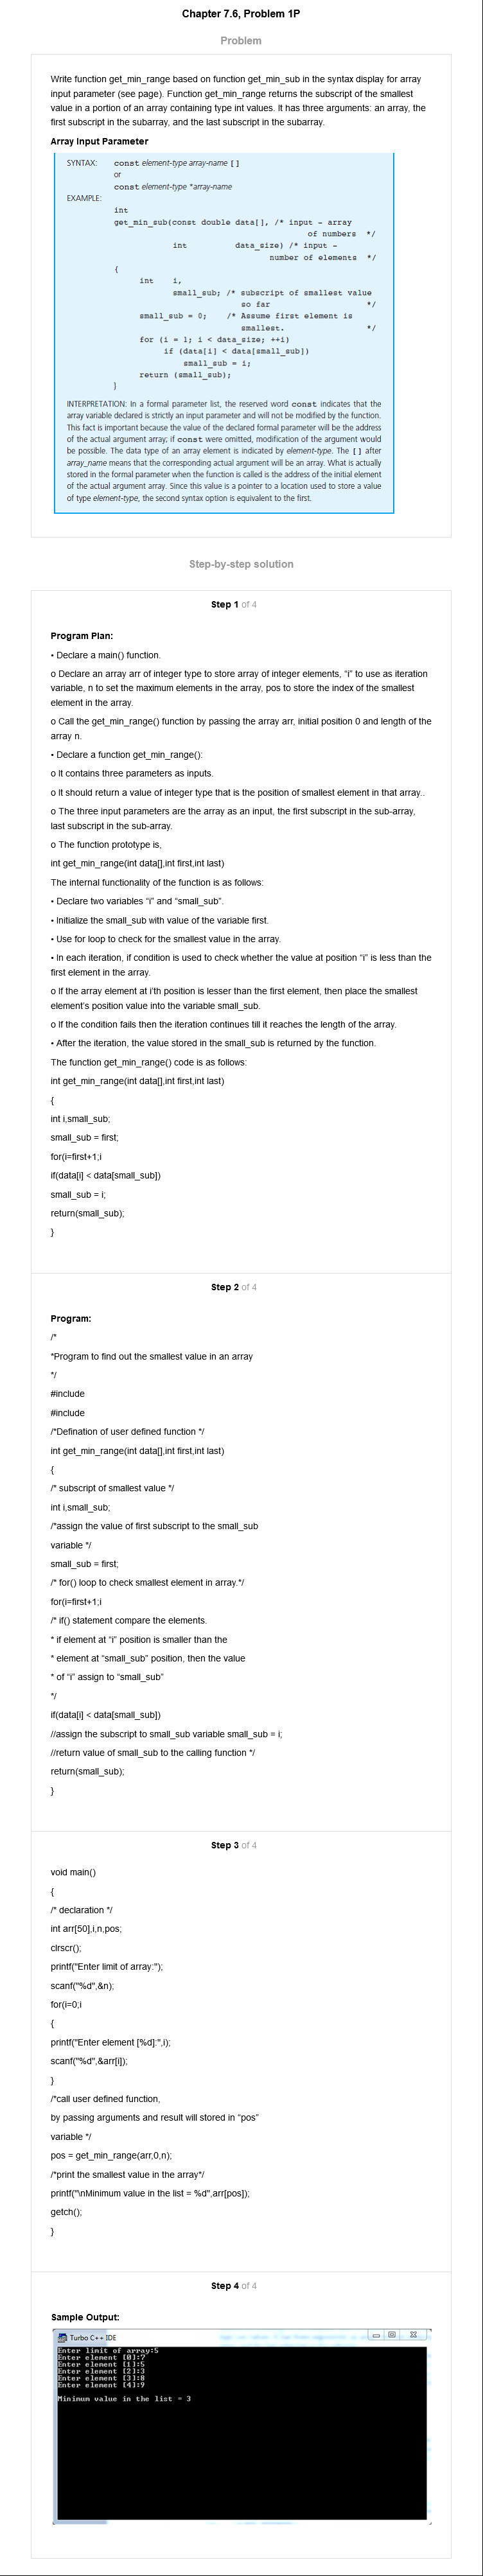 Chapter 7.6, Problem 1P
Problem
Write function get_min_range based on function get_min_sub in the syntax display for array
input parameter (see page). Function get_min_range returns the subscript of the smallest
value in a portion of an array containing type int values. It has three arguments: an array, the
first subscript in the subarray, and the last subscript in the subarray.
Array Input Parameter
SYNTAX: const element-type array-name []
or
const element-type *array-name
EXAMPLE:
int
get_min_sub(const double data[], /* input - array
of numbers */
int data_size) /* input -
number of elements */
{
int i,
small_sub; /* subscript of smallest value
so far */
small_sub = 0; /* Assume first element is
smallest. */
for (i = 1; i < data_size; ++i)
if (data[i] < data[small_sub])
small_sub = i;
return (small_sub);
}
INTERPRETATION: In a formal parameter list, the reserved word const indicates that the
array variable declared is strictly an input parameter and will not be modified by the function.
This fact is important because the value of the declared formal parameter will be the address
of the actual argument array; if const were omitted, modification of the argument would
be possible. The data type of an array element is indicated by element-type. The [] after
array_name means that the corresponding actual argument will be an array. What is actually
stored in the formal parameter when the function is called is the address of the initial element
of the actual argument array. Since this value is a pointer to a location used to store a value
of type element-type, the second syntax option is equivalent to the first.
Step-by-step solution
Step 1 of 4
Program Plan:
• Declare a main() function.
o Declare an array arr of integer type to store array of integer elements, “i” to use as iteration
variable, n to set the maximum elements in the array, pos to store the index of the smallest
element in the array.
o Call the get_min_range() function by passing the array arr, initial position 0 and length of the
array n.
• Declare a function get_min_range():
o It contains three parameters as inputs.
o It should return a value of integer type that is the position of smallest element in that array..
o The three input parameters are the array as an input, the first subscript in the sub-array,
last subscript in the sub-array.
o The function prototype is,
int get_min_range(int data[],int first,int last)
The internal functionality of the function is as follows:
• Declare two variables “i” and “small_sub”.
• Initialize the small_sub with value of the variable first.
• Use for loop to check for the smallest value in the array.
• In each iteration, if condition is used to check whether the value at position “i” is less than the
first element in the array.
o If the array element at i’th position is lesser than the first element, then place the smallest
element’s position value into the variable small_sub.
o If the condition fails then the iteration continues till it reaches the length of the array.
• After the iteration, the value stored in the small_sub is returned by the function.
The function get_min_range() code is as follows:
int get_min_range(int data[],int first,int last)
{
int i,small_sub;
small_sub = first;
for(i=first+1;i
if(data[i] < data[small_sub])
small_sub = i;
return(small_sub);
}
Step 2 of 4
Program:
/*
*Program to find out the smallest value in an array
*/
#include
#include
/*Defination of user defined function */
int get_min_range(int data[],int first,int last)
{
/* subscript of smallest value */
int i,small_sub;
/*assign the value of first subscript to the small_sub
variable */
small_sub = first;
/* for() loop to check smallest element in array.*/
for(i=first+1;i
/* if() statement compare the elements.
* if element at “i” position is smaller than the
* element at “small_sub” position, then the value
* of “i” assign to “small_sub”
*/
if(data[i] < data[small_sub])
//assign the subscript to small_sub variable small_sub = i;
//return value of small_sub to the calling function */
return(small_sub);
}
Step 3 of 4
void main()
{
/* declaration */
int arr[50],i,n,pos;
clrscr();
printf("Enter limit of array:");
scanf("%d",&n);
for(i=0;i
{
printf("Enter element [%d]:",i);
scanf("%d",&arr[i]);
}
/*call user defined function,
by passing arguments and result will stored in “pos”
variable */
pos = get_min_range(arr,0,n);
/*print the smallest value in the array*/
printf("\nMinimum value in the list = %d",arr[pos]);
getch();
}
Step 4 of 4
Sample Output:
Turbo C++ IDE
Enter limit of array:5
Enter element [0]:7
Enter element [1]:5
Enter element [2]:3
Enter element [3]:8
Enter element [4]:9
Minimum value in the list = 3